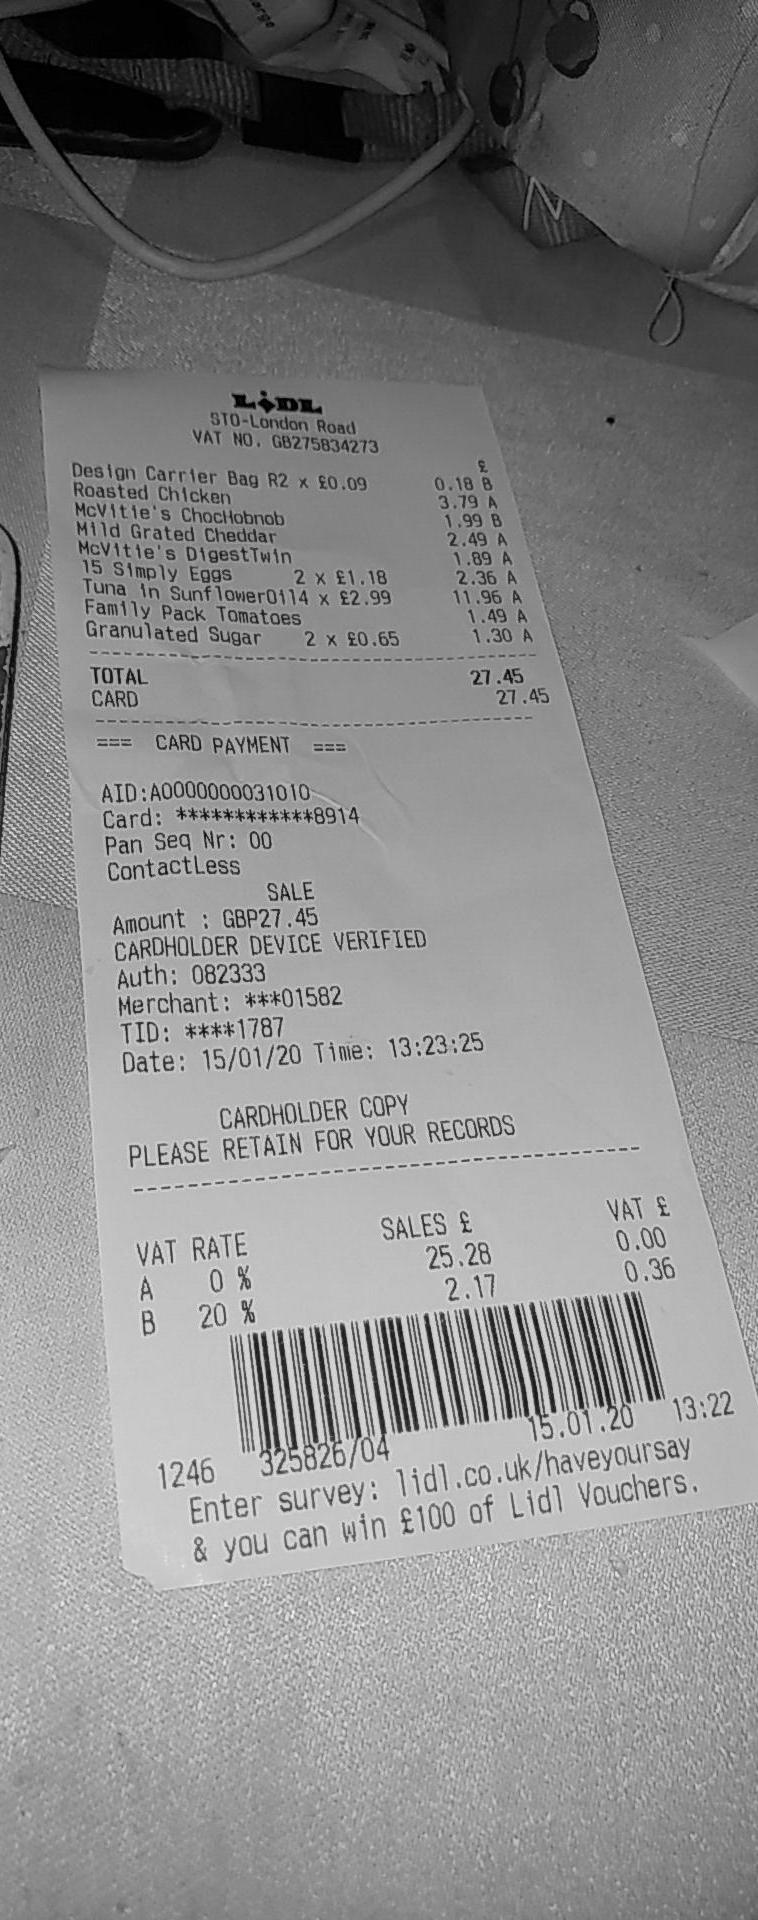 LiDL
STO-London Road
VAT NO. GB275834273
£
Design Carrier Bag R2 x £0.09 0.18 B
Roasted Chicken 3.79 A
McVitie's ChocHobnob 1.99 B
Mild Grated Cheddar 2.49 A
McVitie's DigestTwin 1.89 A
15 Simply Eggs 2 x £1.18 2.36 A
Tuna in SunflowerOil4 x £2.99 11.96 A
Family Pack Tomatoes 1.49 A
Granulated Sugar 2 x £0.65 1.30 A
TOTAL 27.45
CARD 27.45
=== CARD PAYMENT ===
AID:A0000000031010
Card: ************8914
Pan Seq Nr: 00
ContactLess
SALE
Amount : GBP27.45
CARDHOLDER DEVICE VERIFIED
Auth: 082333
Merchant: ***01582
TID: ****1787
Date: 15/01/20 Time: 13:23:25
CARDHOLDER COPY
PLEASE RETAIN FOR YOUR RECORDS
VAT RATE SALES £ VAT £
A 0 % 25.28 0.00
B 20 % 2.17 0.36
1246 325826/04 15.01.20 13:22
Enter survey: lidl.co.uk/haveyoursay
& you can win £100 of Lidl Vouchers.